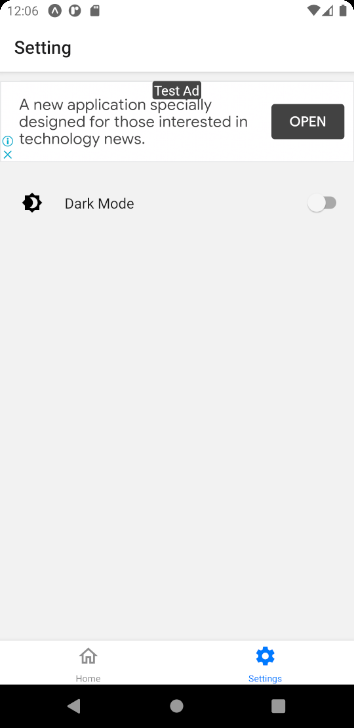 12:06
Setting
Test Ad
A new application specially
designed for those interested in
technology news.
OPEN
Dark Mode
Home
Settings